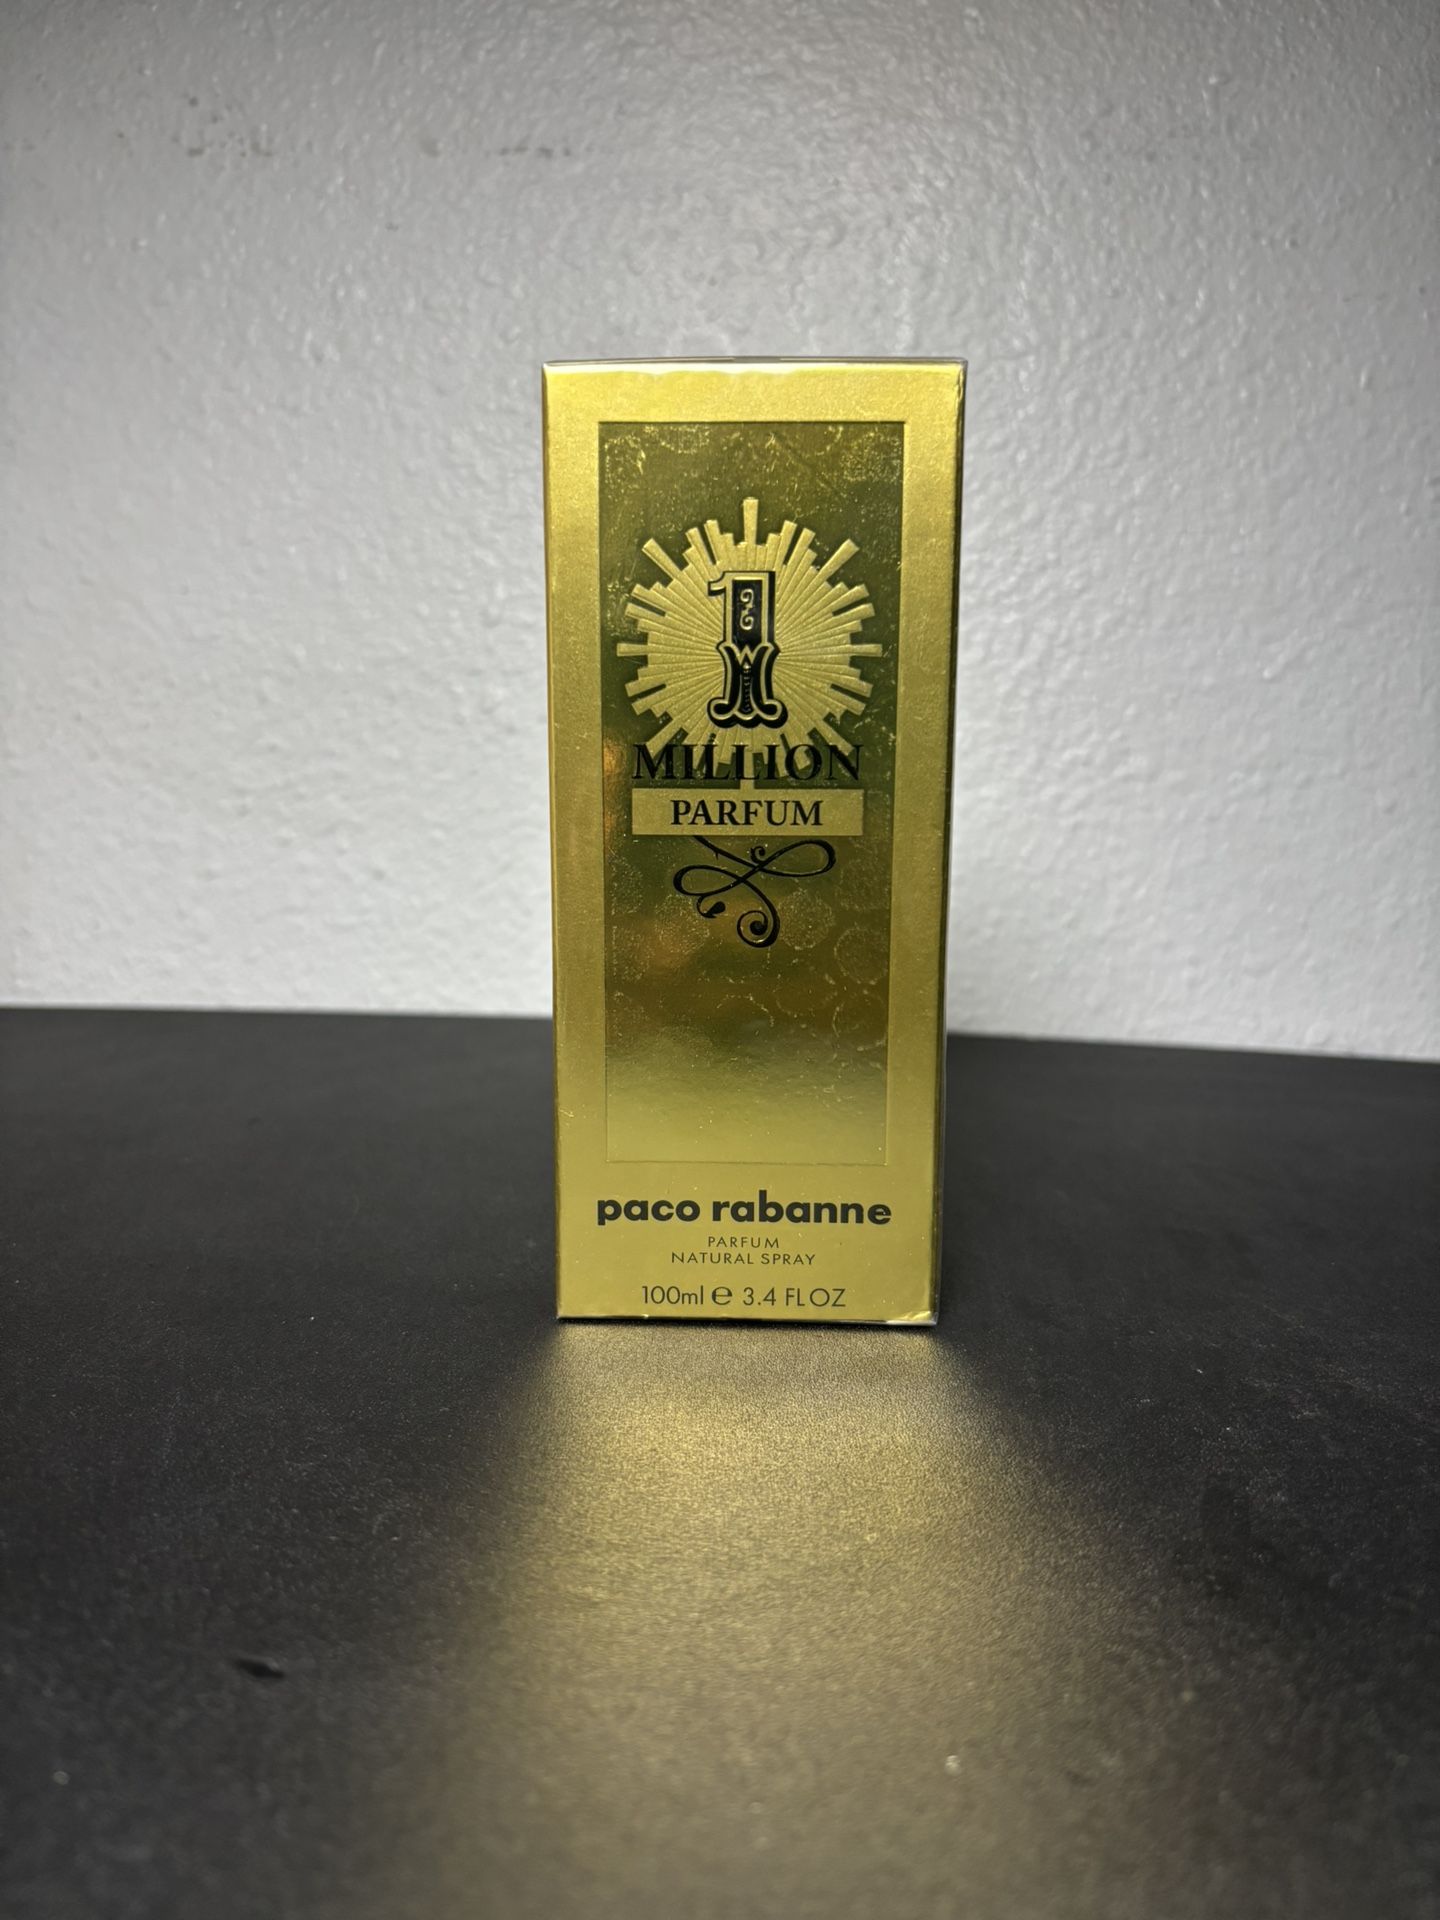 1
MILLION
PARFUM
paco rabanne
PARFUM
NATURAL SPRAY
100ml ℮ 3.4 FL OZ